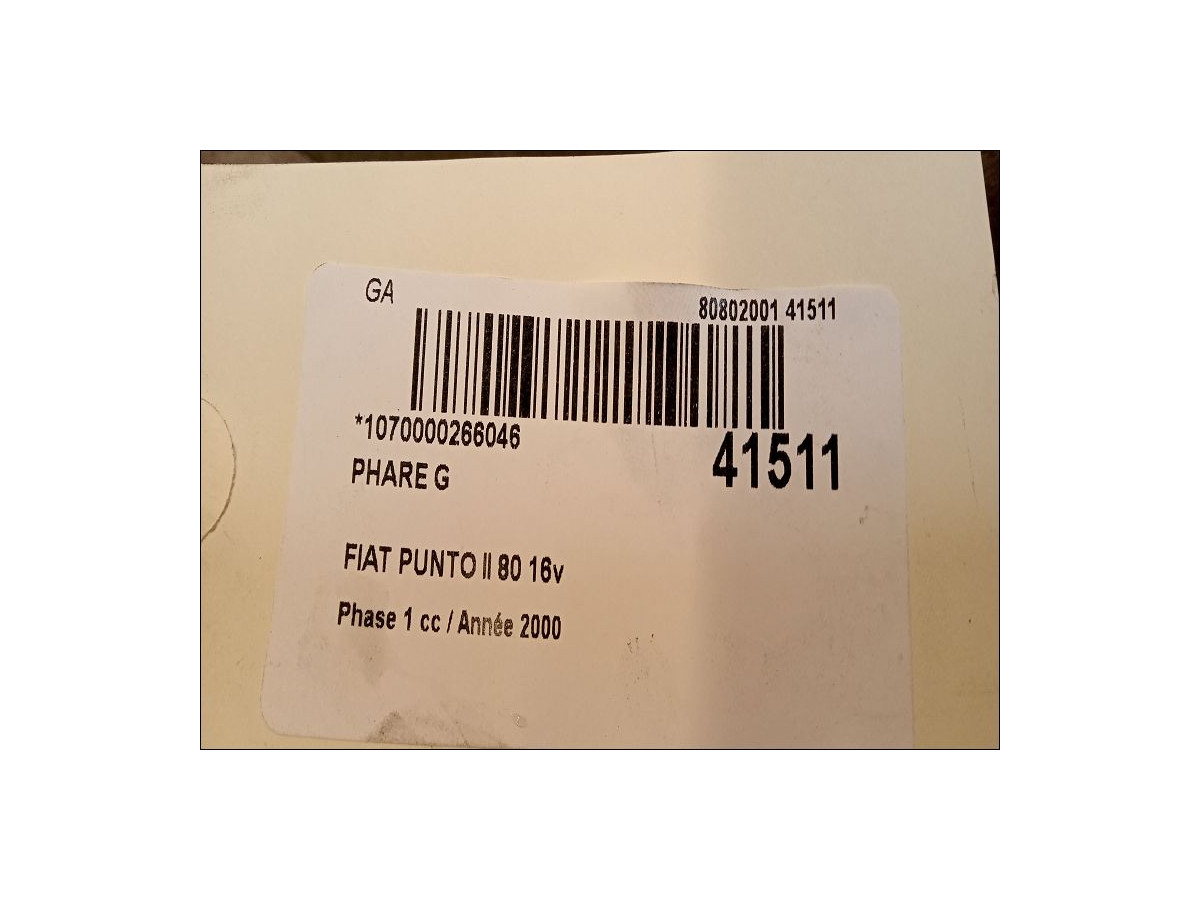 GA
80802001 41511
*1070000266046
41511
PHARE G
FIAT PUNTO II 80 16v
Phase 1 cc / Année 2000